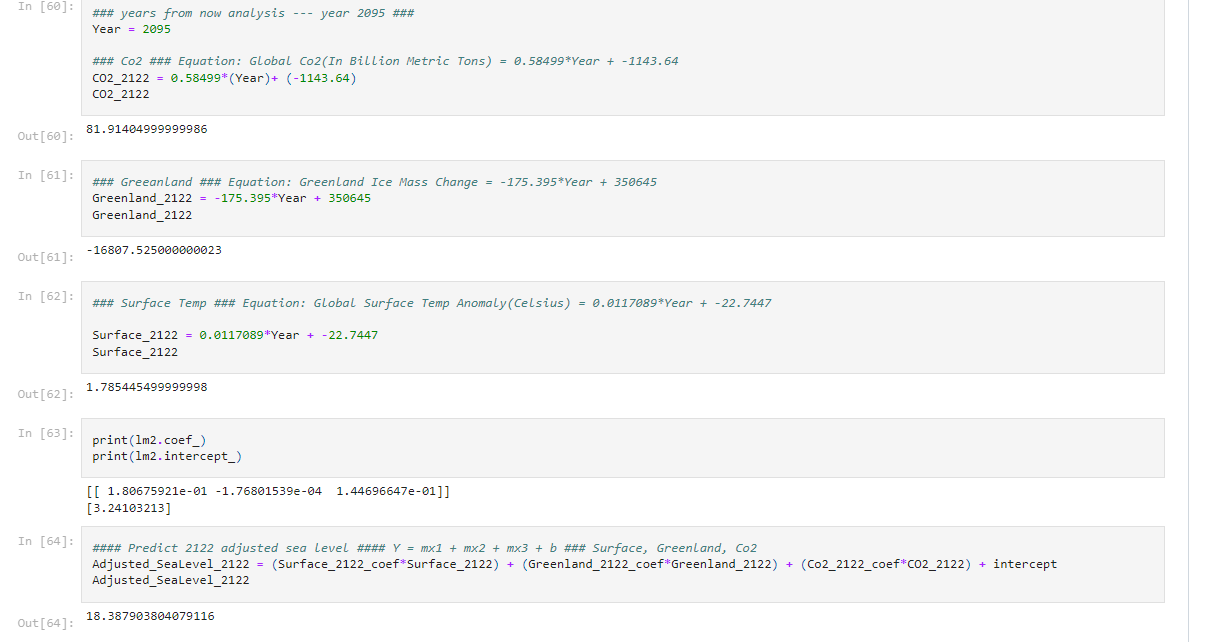 In [60]:
### years from now analysis --- year 2095 ###
Year = 2095
### Co2 ### Equation: Global Co2(In Billion Metric Tons) = 0.58499*Year + -1143.64
CO2_2122 = 0.58499*(Year)+ (-1143.64)
CO2_2122
Out[60]:
81.91404999999986
In [61]:
### Greeanland ### Equation: Greenland Ice Mass Change = -175.395*Year + 350645
Greenland_2122 = -175.395*Year + 350645
Greenland_2122
Out[61]:
-16807.525000000023
In [62]:
### Surface Temp ### Equation: Global Surface Temp Anomaly(Celsius) = 0.0117089*Year + -22.7447
Surface_2122 = 0.0117089*Year + -22.7447
Surface_2122
Out[62]:
1.785445499999998
In [63]:
print(lm2.coef_)
print(lm2.intercept_)
[[ 1.80675921e-01 -1.76801539e-04  1.44696647e-01]]
[3.24103213]
In [64]:
#### Predict 2122 adjusted sea level #### Y = mx1 + mx2 + mx3 + b ### Surface, Greenland, Co2
Adjusted_SeaLevel_2122 = (Surface_2122_coef*Surface_2122) + (Greenland_2122_coef*Greenland_2122) + (Co2_2122_coef*CO2_2122) + intercept
Adjusted_SeaLevel_2122
Out[64]:
18.387903804079116